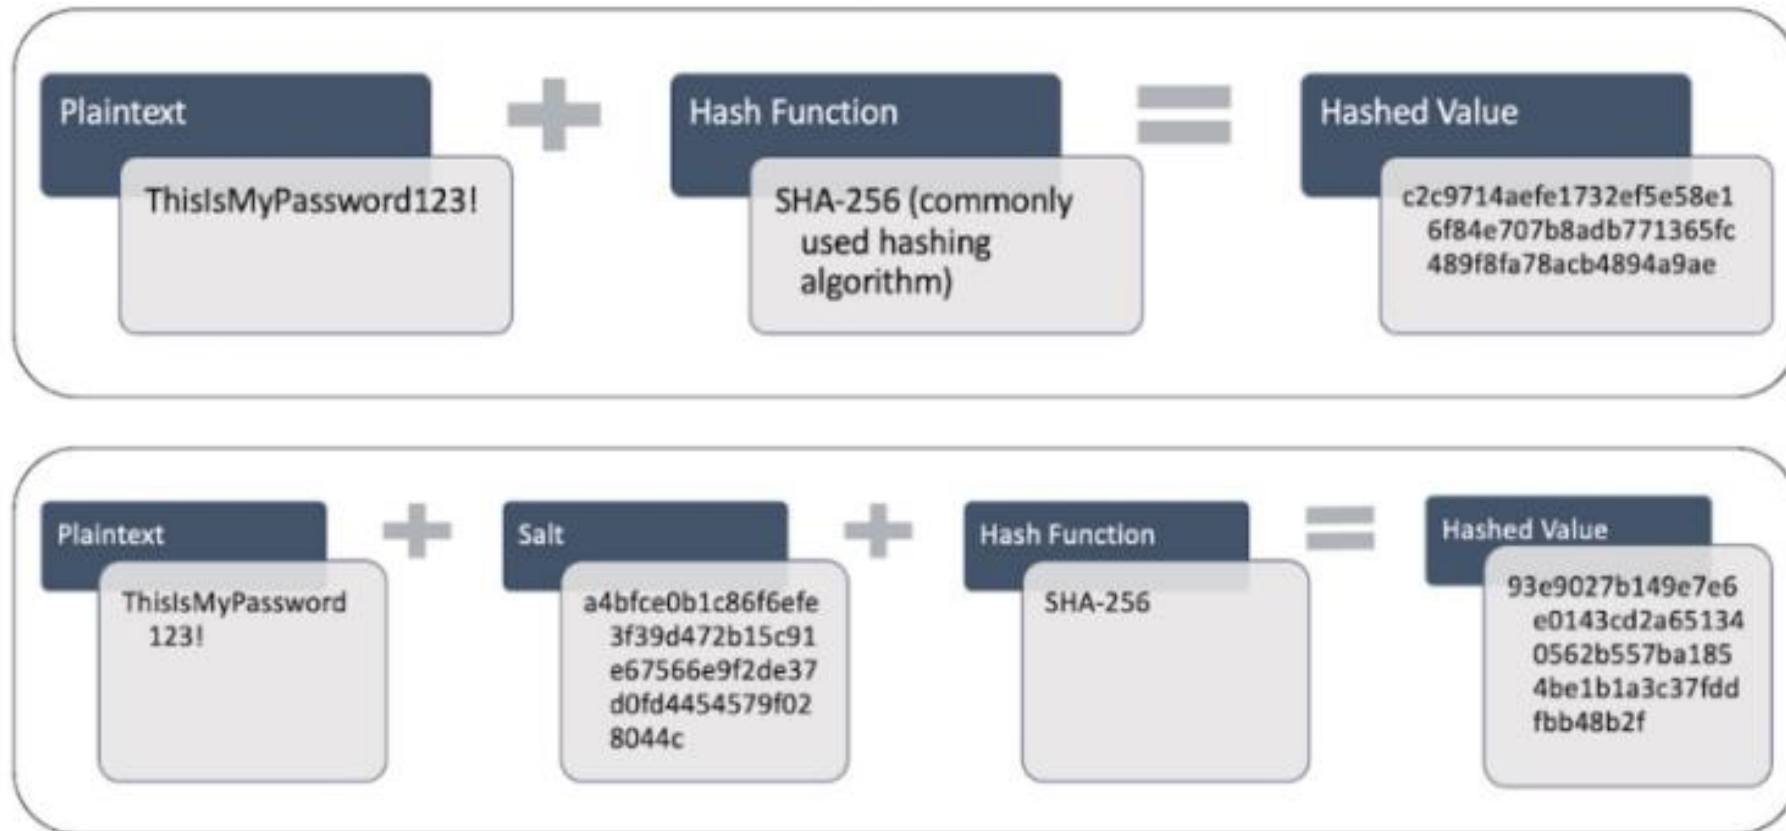 Plaintext
ThisIsMyPassword123!
Hash Function
SHA-256 (commonly
used hashing
algorithm)
Hashed Value
c2c9714aefe1732ef5e58e1
6f84e707b8adb771365fc
489f8fa78acb4894a9ae
Plaintext
ThisIsMyPassword
123!
Salt
a4bfce0b1c86f6efe
3f39d472b15c91
e67566e9f2de37
d0fd4454579f02
8044c
Hash Function
SHA-256
Hashed Value
93e9027b149e7e6
e0143cd2a65134
0562b557ba185
4be1b1a3c37fdd
fbb48b2f